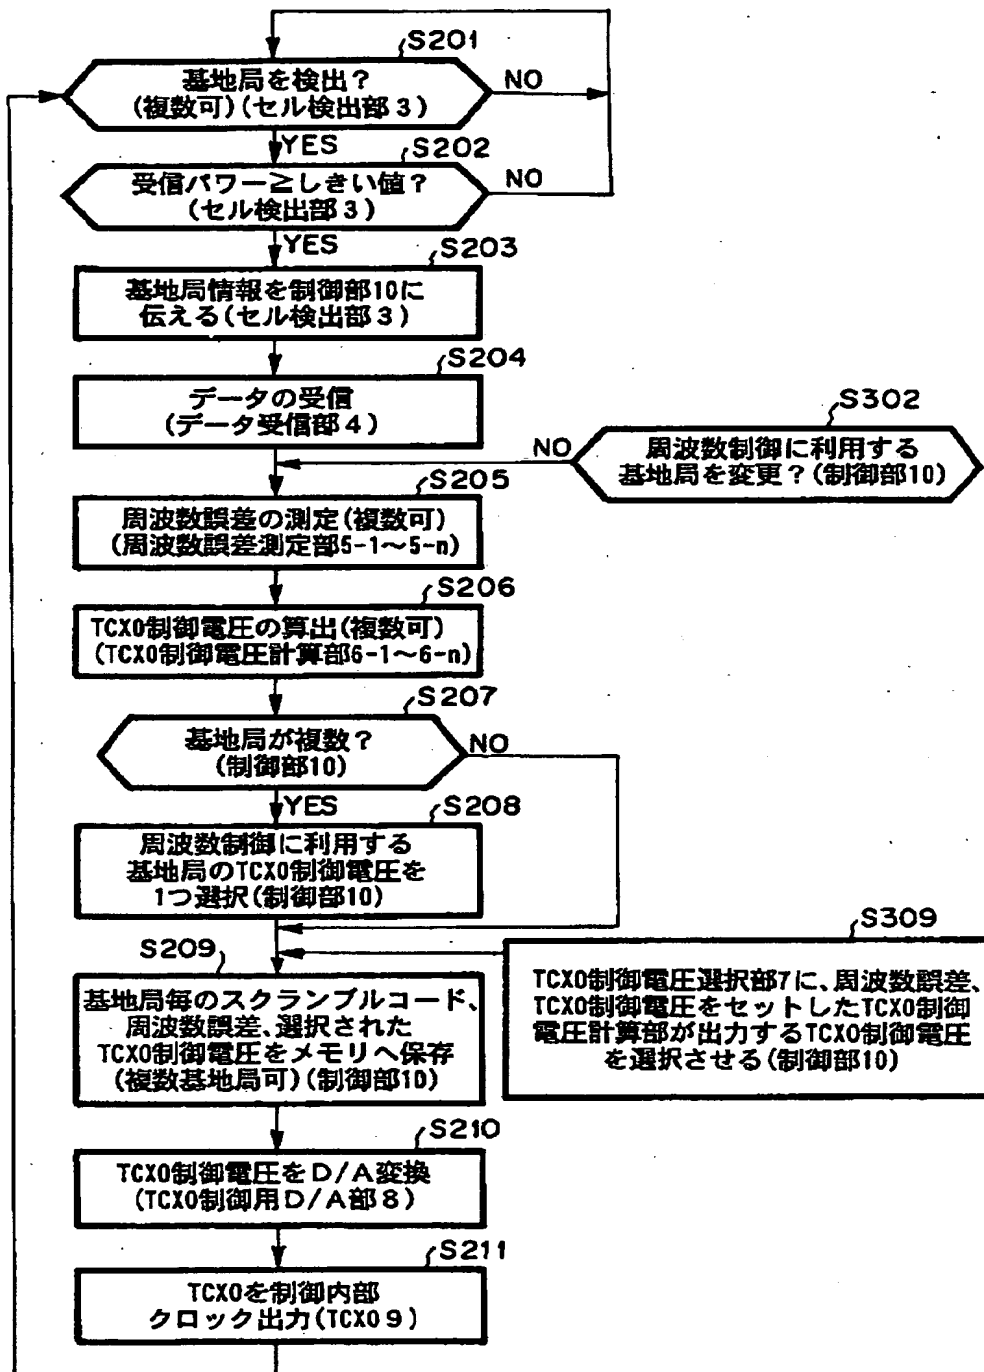 S201
基地局を検出？
(複数可)(セル検出部３)
NO
YES
S202
受信パワー≧しきい値？
(セル検出部３)
NO
YES
S203
基地局情報を制御部10に
伝える(セル検出部３)
S204
データの受信
(データ受信部４)
S302
周波数制御に利用する
基地局を変更？(制御部10)
NO
S205
周波数誤差の測定(複数可)
(周波数誤差測定部5-1～5-n)
S206
TCXO制御電圧の算出(複数可)
(TCXO制御電圧計算部6-1～6-n)
S207
基地局が複数？
(制御部10)
NO
YES
S208
周波数制御に利用する
基地局のTCXO制御電圧を
1つ選択(制御部10)
S209
基地局毎のスクランブルコード、
周波数誤差、選択された
TCXO制御電圧をメモリへ保存
(複数基地局可)(制御部10)
S309
TCXO制御電圧選択部7に、周波数誤差、
TCXO制御電圧をセットしたTCXO制御
電圧計算部が出力するTCXO制御電圧
を選択させる(制御部10)
S210
TCXO制御電圧をＤ/Ａ変換
(TCXO制御用Ｄ/Ａ部８)
S211
TCXOを制御内部
クロック出力(TCXO９)